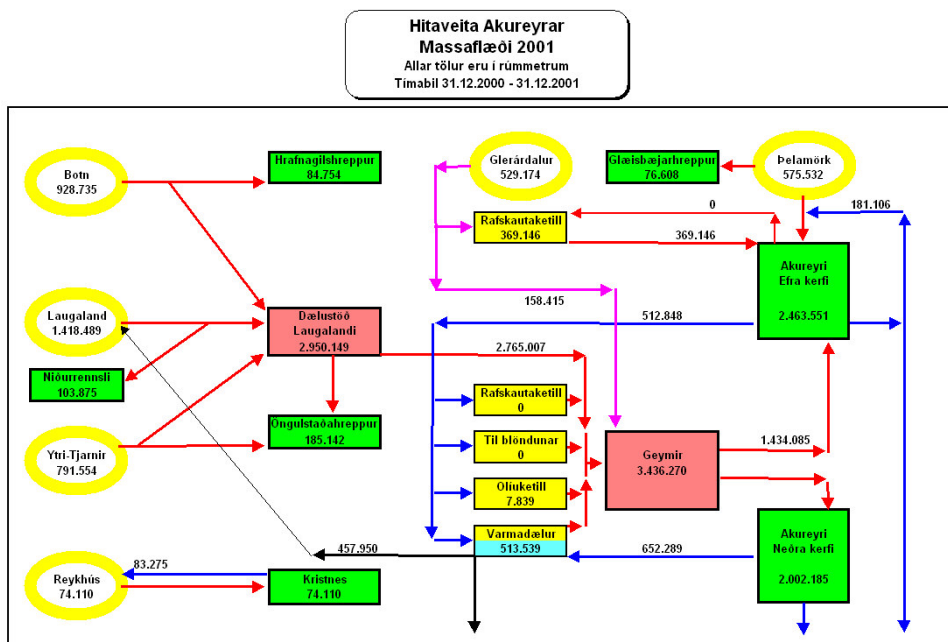 Hitaveita Akureyrar
Massaflæði 2001
Allar tölur eru í rúmmetrum
Tímabil 31.12.2000 - 31.12.2001
Botn
928.735
Hrafnagilshreppur
84.754
Glerárdalur
529.174
Glæisbæjarhreppur
76.608
Þelamörk
575.532
0
181.106
Rafskautaketill
369.146
369.146
Akureyri
Efra kerfi
2.463.551
158.415
512.848
Laugaland
1.418.489
Dælustöð
Laugalandi
2.950.149
2.765.007
Niðurrennsli
103.875
Rafskautaketill
0
Öngulstaðahreppur
185.142
Til blöndunar
0
Ytri-Tjarnir
791.554
Geymir
3.436.270
1.434.085
Olíuketill
7.839
Varmadælur
513.539
457.950
652.289
Akureyri
Neðra kerfi
2.002.185
Reykhús
74.110
83.275
Kristnes
74.110